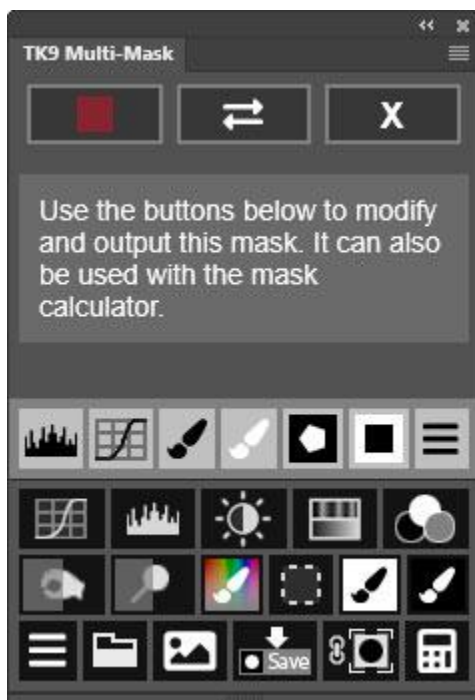 TK9 Multi-Mask
X
Use the buttons below to modify
and output this mask. It can also
be used with the mask
calculator.
Save